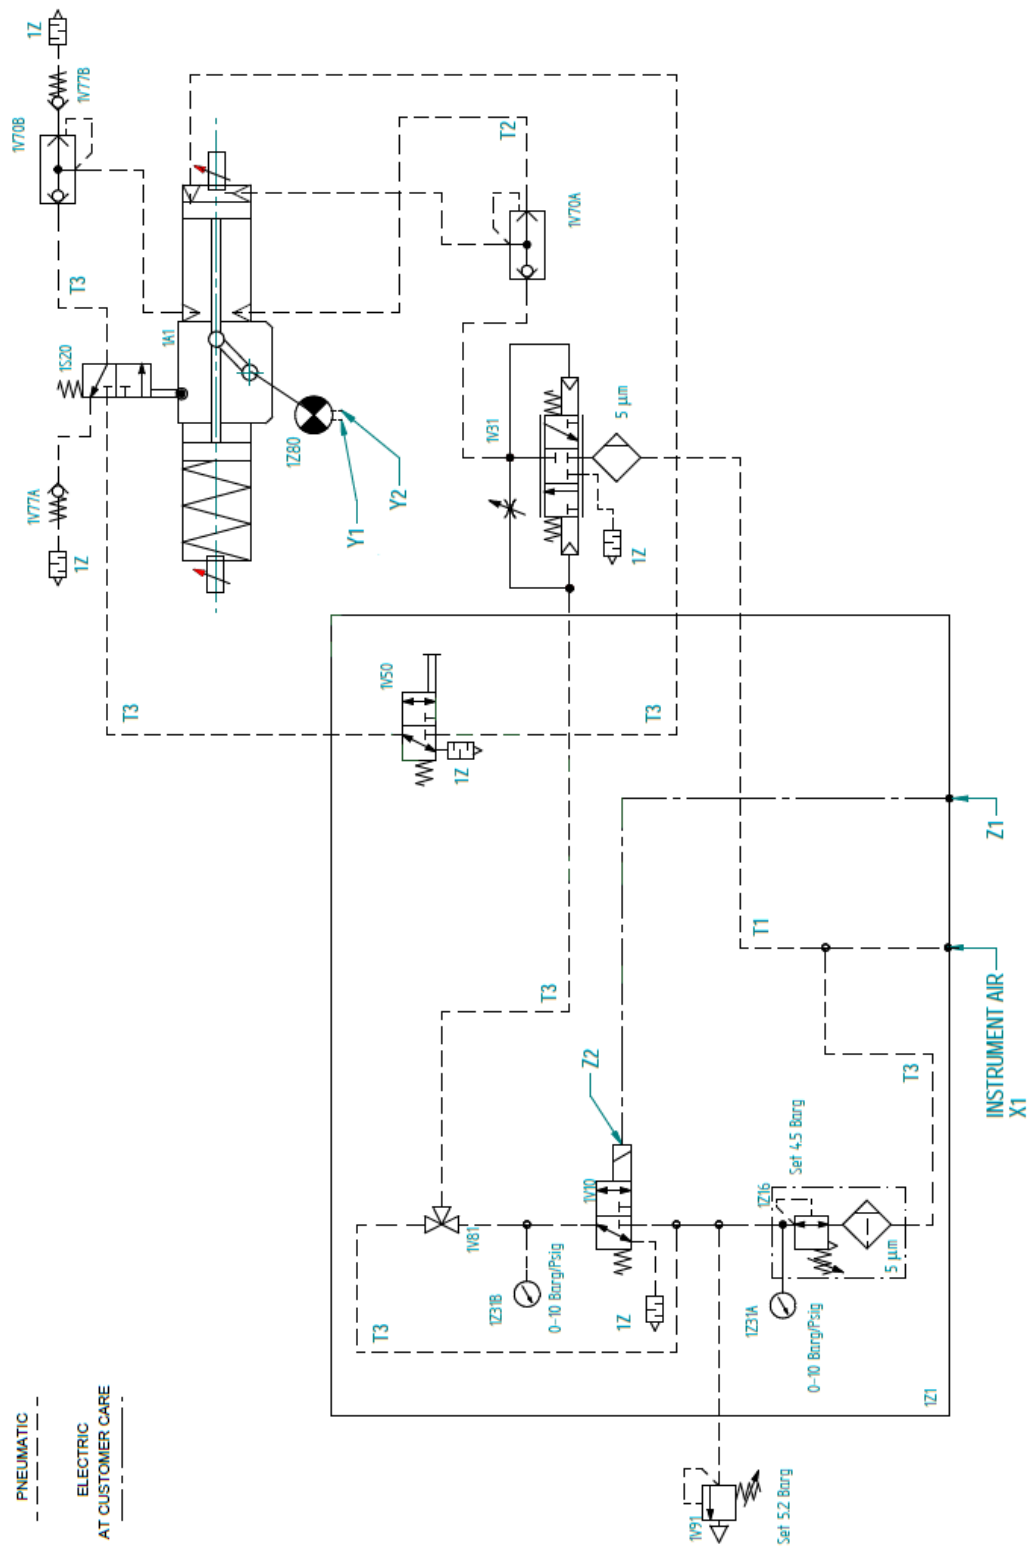 1Z
1V77B
1V70B
T3
1S20
1V77A
1Z
1A1
1Z80
Y1
Y2
T2
1V70A
1V31
5 µm
1Z
T3
1V50
1Z
T3
Z1
T1
INSTRUMENT AIR
X1
T3
T3
Z2
1V10
1V81
1Z31B
0-10 Barg/Psig
1Z
T3
Set 4.5 Barg
1Z16
5 µm
1Z31A
0-10 Barg/Psig
1Z1
1V91
Set 5.2 Barg
PNEUMATIC
ELECTRIC
AT CUSTOMER CARE